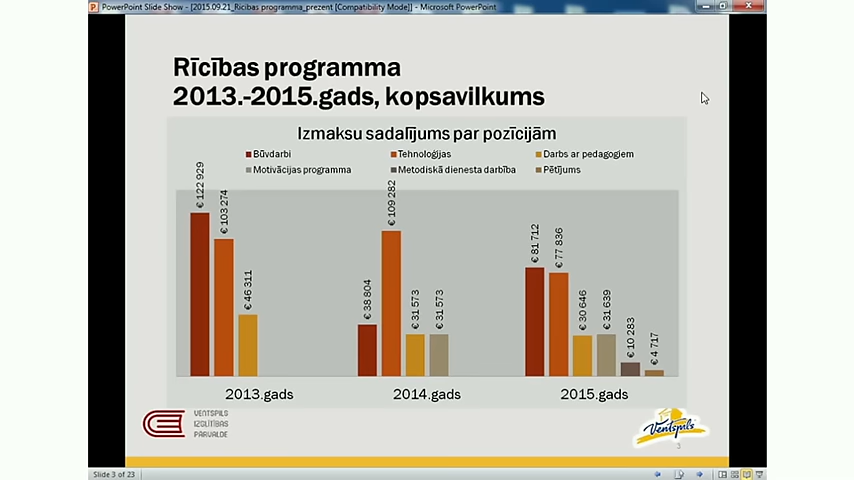 PowerPoint Slide Show - [2015.09.21_Ricibas programma_prezent [Compatibility Mode]] - Microsoft PowerPoint
Rīcības programma
2013.-2015.gads, kopsavilkums
Izmaksu sadalījums par pozīcijām
Būvdarbi
Tehnoloģijas
Darbs ar pedagogiem
Motivācijas programma
Metodiskā dienesta darbība
Pētījums
€ 122 929
€ 103 274
€ 46 311
€ 38 804
€ 109 282
€ 31 573
€ 31 573
€ 81 712
€ 77 836
€ 30 646
€ 31 639
€ 10 283
€ 4 717
2013.gads
2014.gads
2015.gads
VENTSPILS
IZGLĪTĪBAS
PĀRVALDE
Ventspils
3
Slide 3 of 23